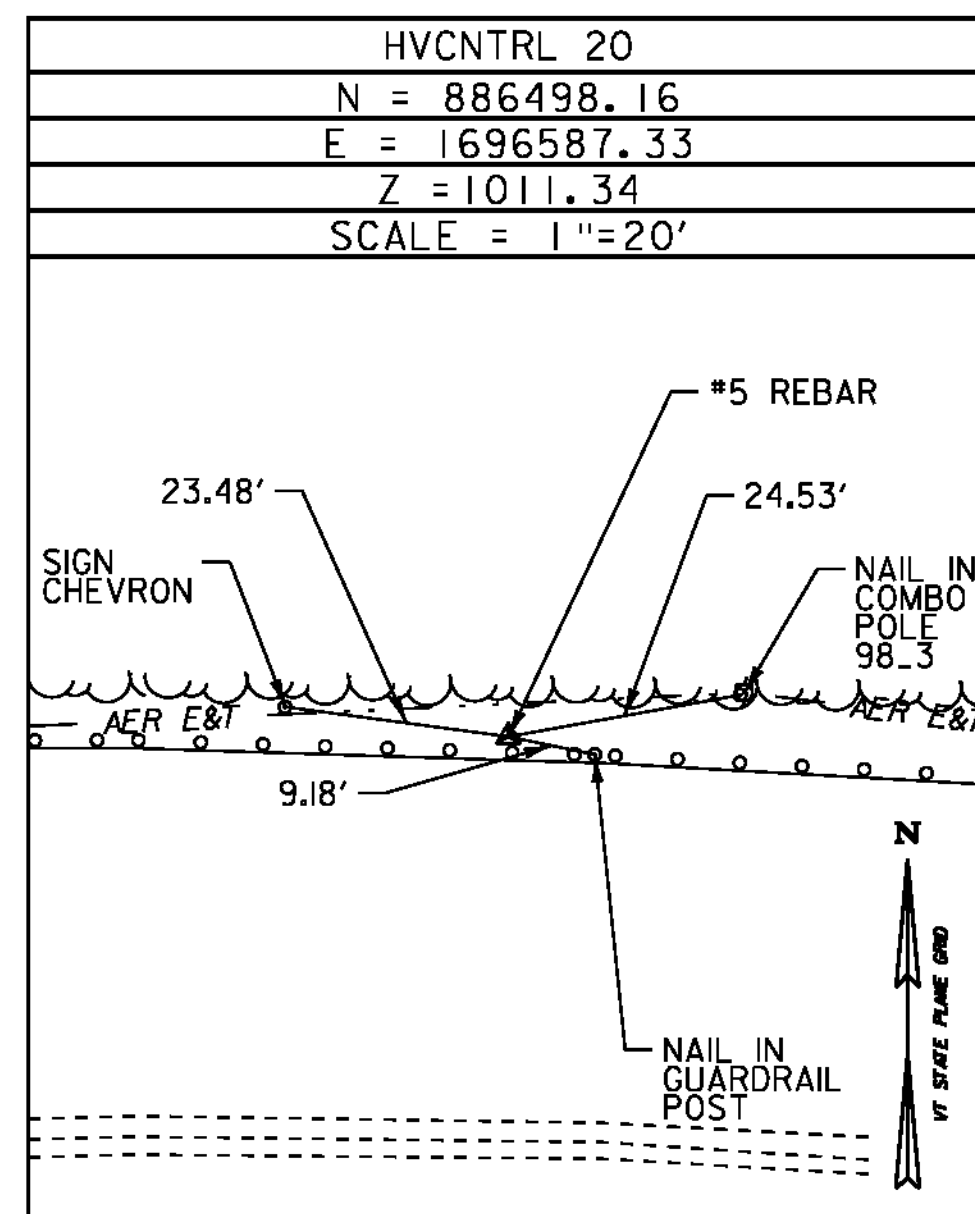 HVCNTRL 20
N = 886498.16
E = 1696587.33
Z =1011.34
SCALE = 1"=20'
#5 REBAR
23.48'
24.53'
SIGN
CHEVRON
NAIL IN
COMBO
POLE
98_3
AER E&T
AER E&T
9.18'
N
VT STATE PLANE GRID
NAIL IN
GUARDRAIL
POST